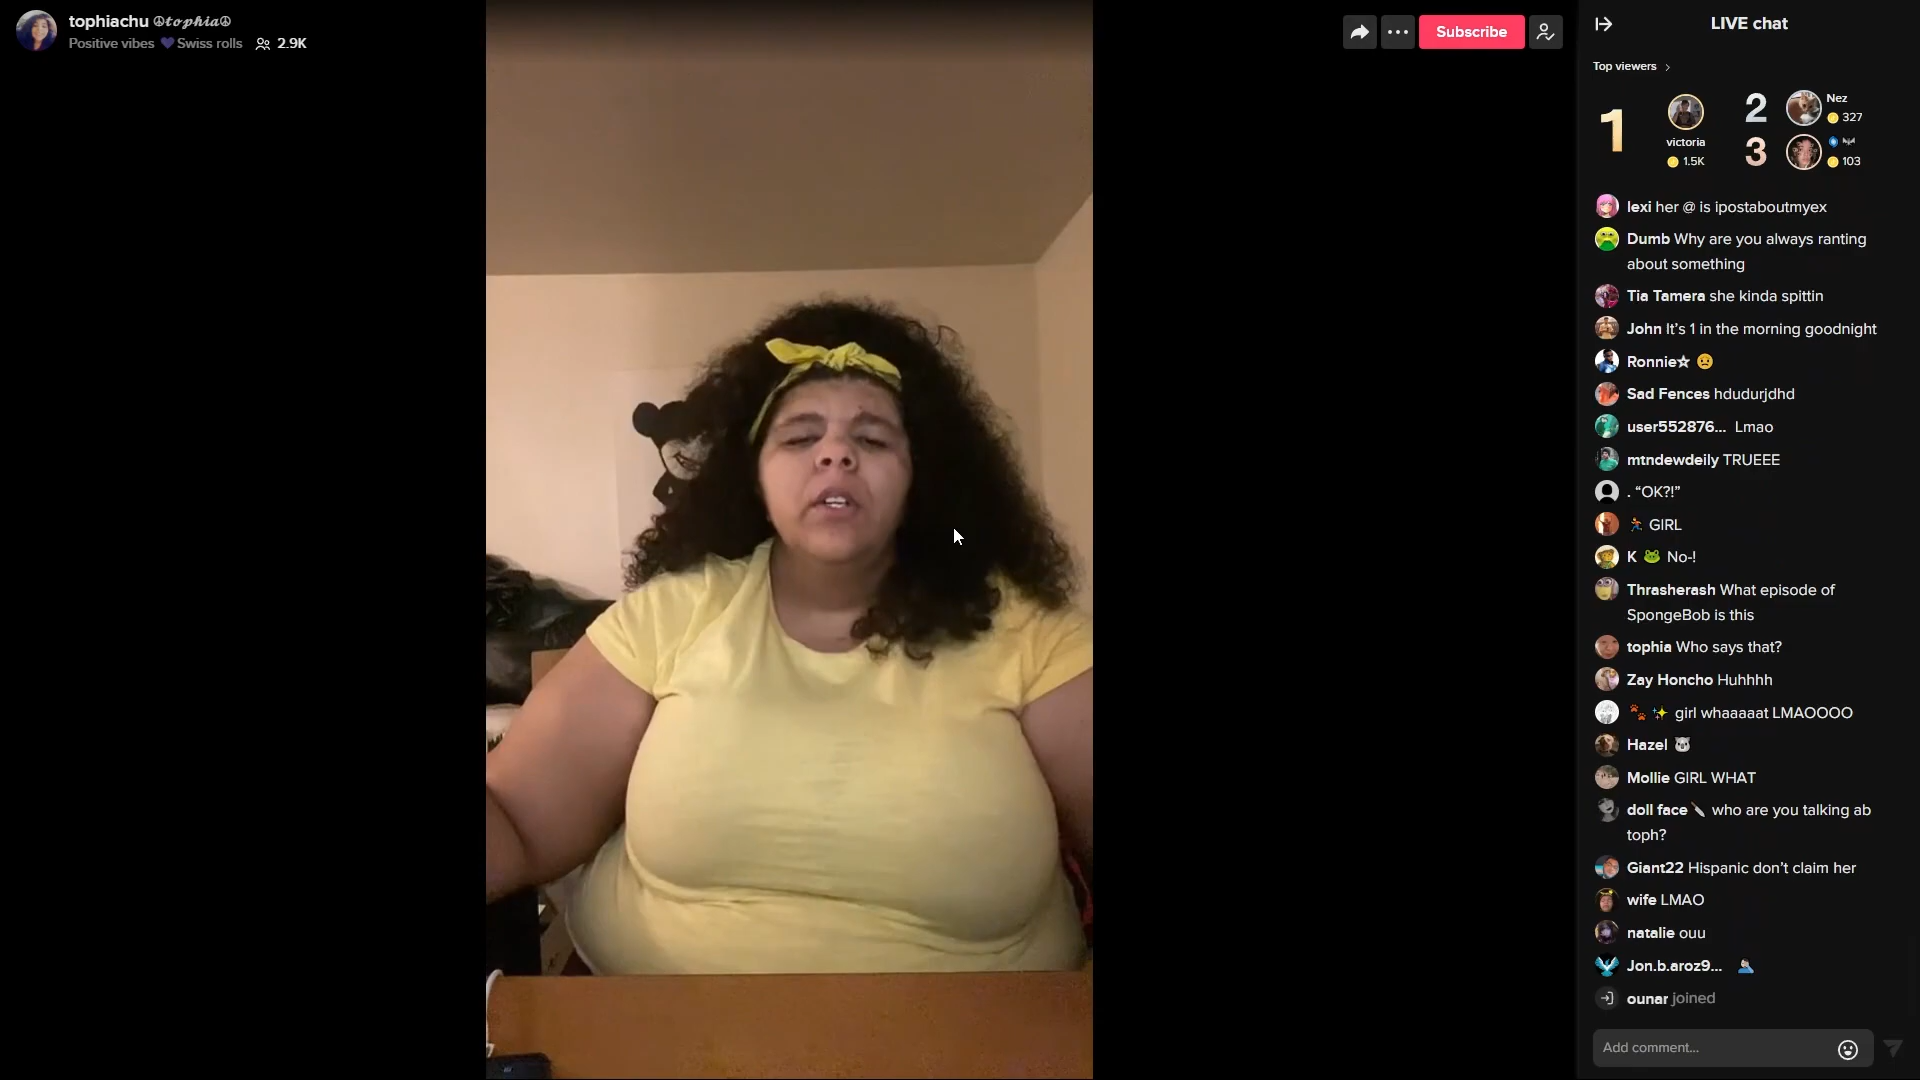 tophiachu ☮𝓽𝓸𝓹𝓱𝓲𝓪☮
Positive vibes 💜Swiss rolls 2.9K
Subscribe
LIVE chat
Top viewers
1
victoria
1.5K
2
Nez
327
3
103
lexi her @ is ipostaboutmyex
Dumb Why are you always ranting
about something
Tia Tamera she kinda spittin
John It’s 1 in the morning goodnight
Ronnie☆ 😟
Sad Fences hdudurjdhd
user552876... Lmao
mtndewdeily TRUEEE
. “OK?!”
GIRL
K 🐸 No-!
Thrasherash What episode of
SpongeBob is this
tophia Who says that?
Zay Honcho Huhhhh
🐾 ✨ girl whaaaaat LMAOOOO
Hazel 🐨
Mollie GIRL WHAT
doll face🔪 who are you talking ab
toph?
Giant22 Hispanic don’t claim her
wife LMAO
natalie ouu
Jon.b.aroz9...
ounar joined
Add comment...